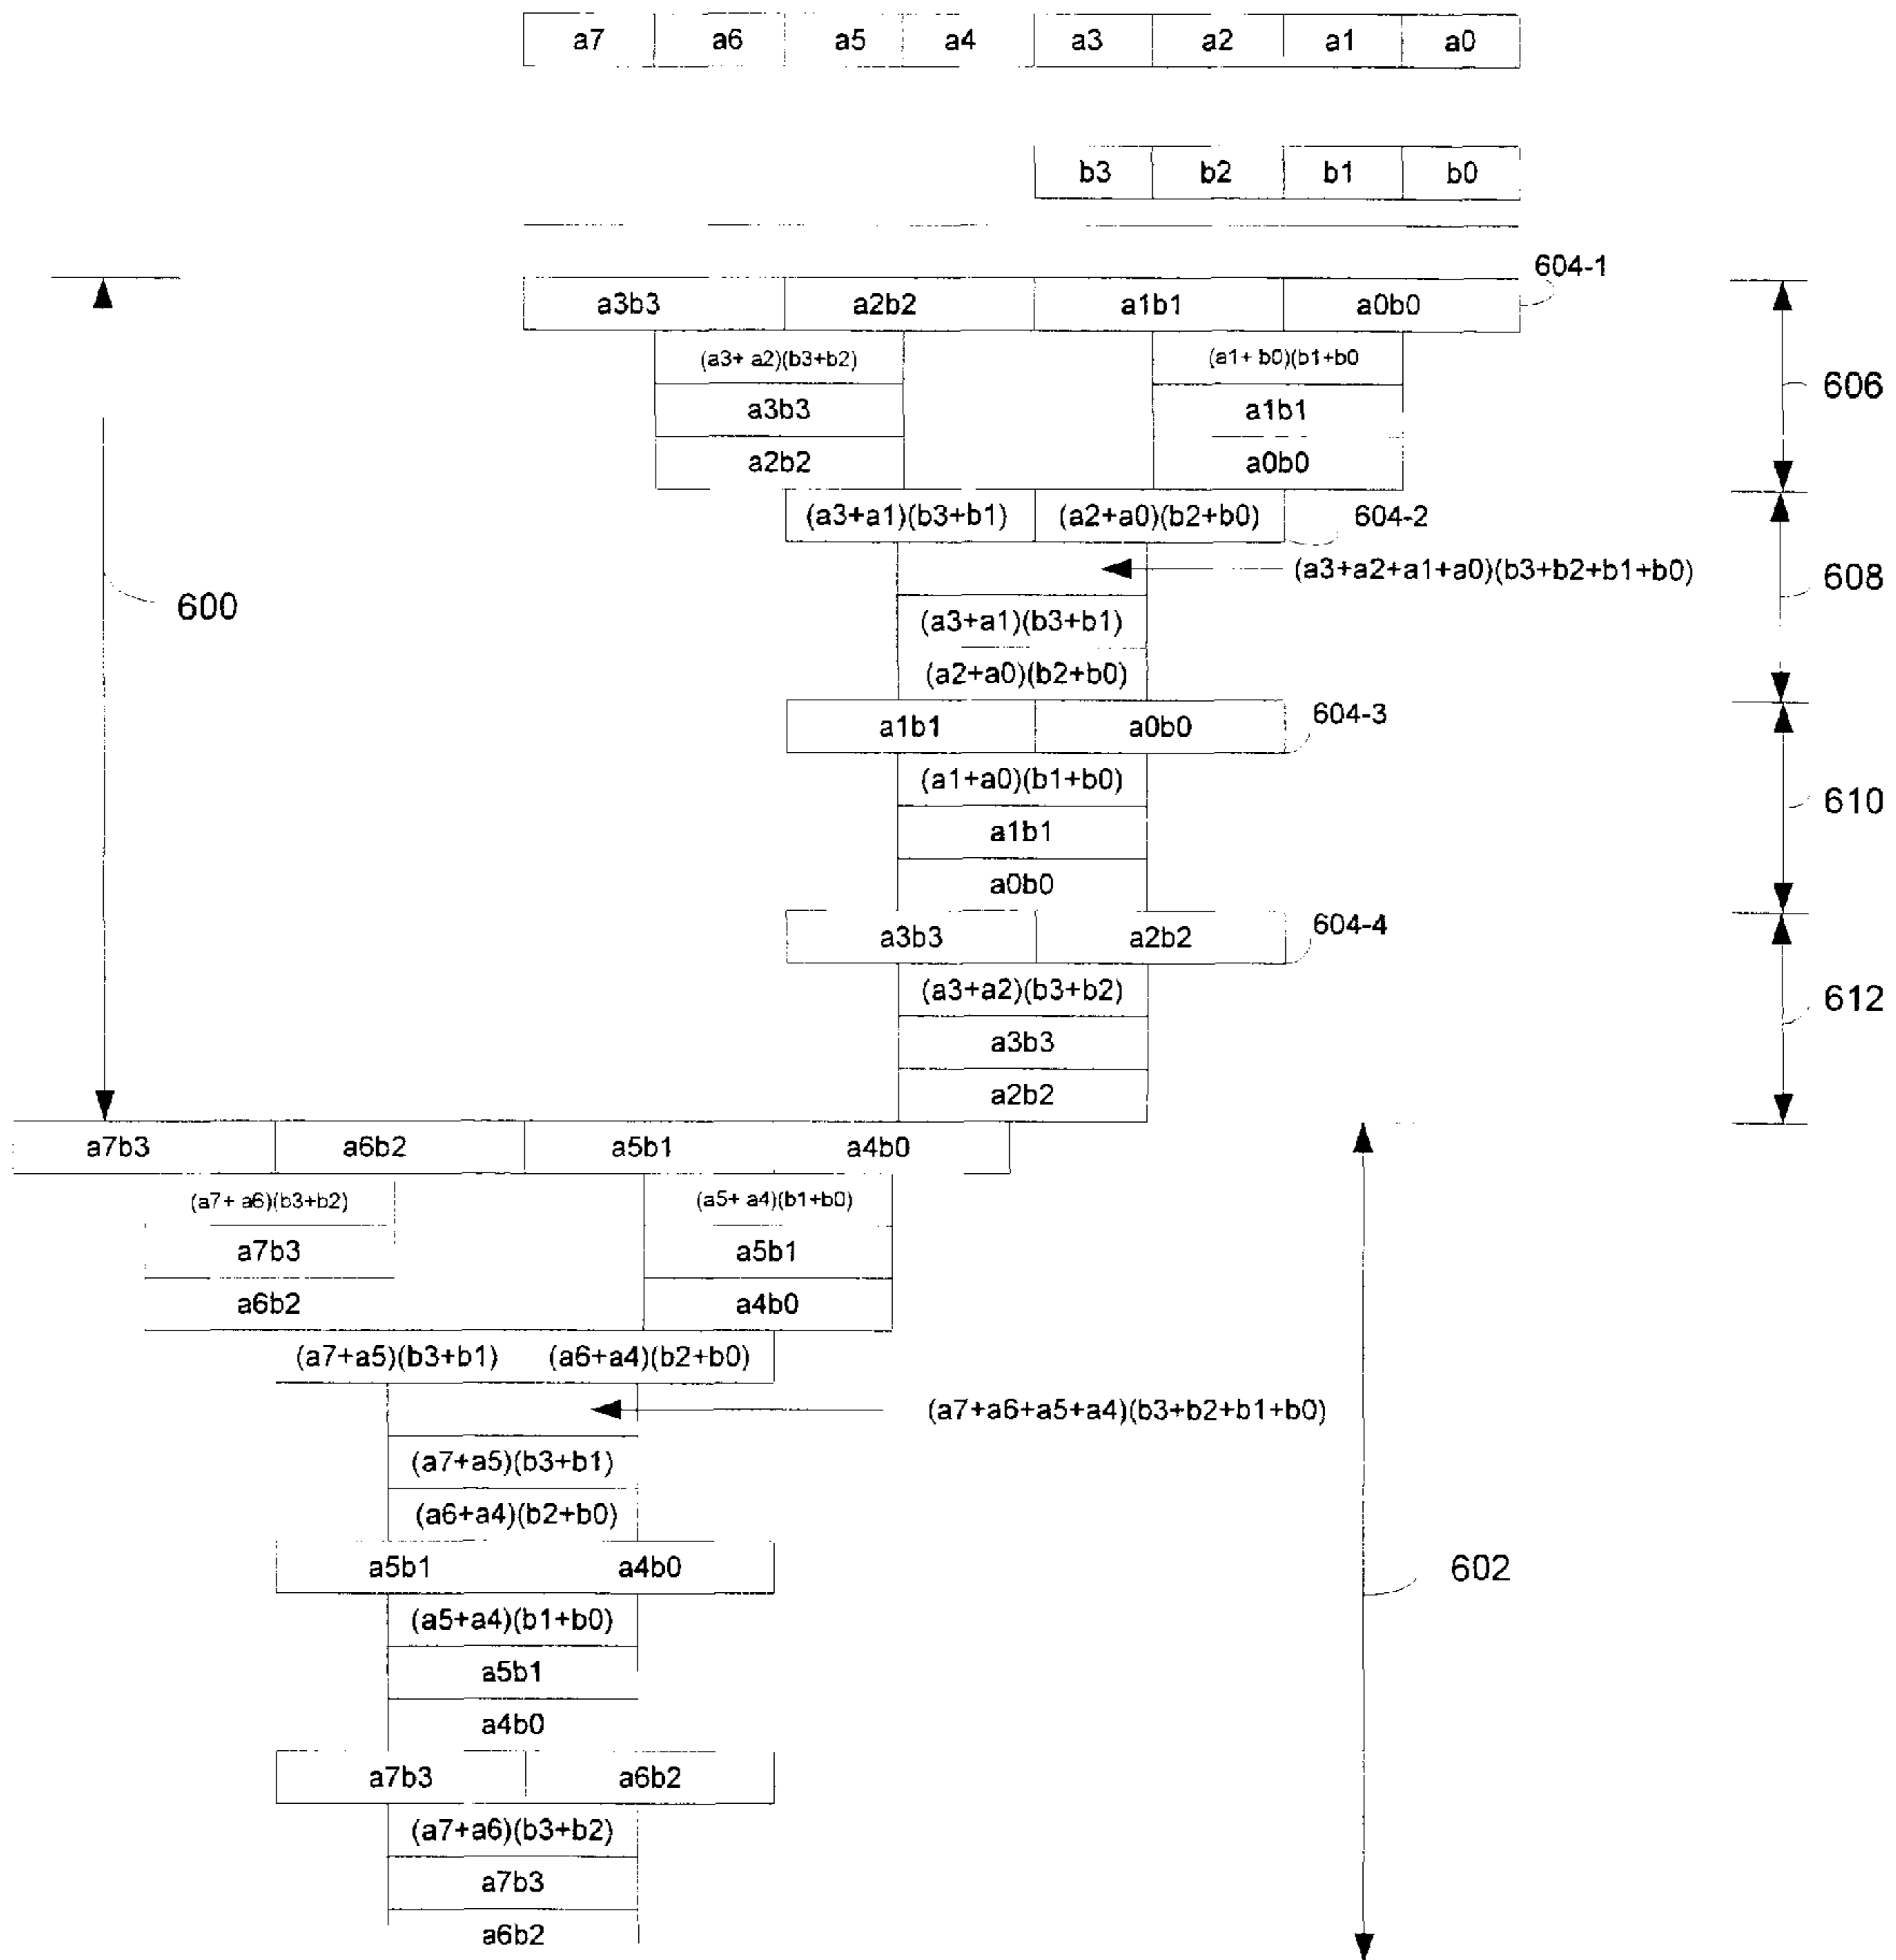 a7 a6 a5 a4 a3 a2 a1 a0
b3 b2 b1 b0
604-1
a3b3 a2b2 a1b1 a0b0
(a3+ a2)(b3+b2) (a1+ b0)(b1+b0
606
a3b3 a1b1
a2b2 a0b0
(a3+a1)(b3+b1) (a2+a0)(b2+b0) 604-2
(a3+a2+a1+a0)(b3+b2+b1+b0) 608
600
(a3+a1)(b3+b1)
(a2+a0)(b2+b0)
a1b1 a0b0 604-3
(a1+a0)(b1+b0)
610
a1b1
a0b0
a3b3 a2b2 604-4
(a3+a2)(b3+b2)
612
a3b3
a2b2
a7b3 a6b2 a5b1 a4b0
(a7+ a6)(b3+b2) (a5+ a4)(b1+b0)
a7b3 a5b1
a6b2 a4b0
(a7+a5)(b3+b1) (a6+a4)(b2+b0)
(a7+a6+a5+a4)(b3+b2+b1+b0)
(a7+a5)(b3+b1)
(a6+a4)(b2+b0)
a5b1 a4b0
602
(a5+a4)(b1+b0)
a5b1
a4b0
a7b3 a6b2
(a7+a6)(b3+b2)
a7b3
a6b2